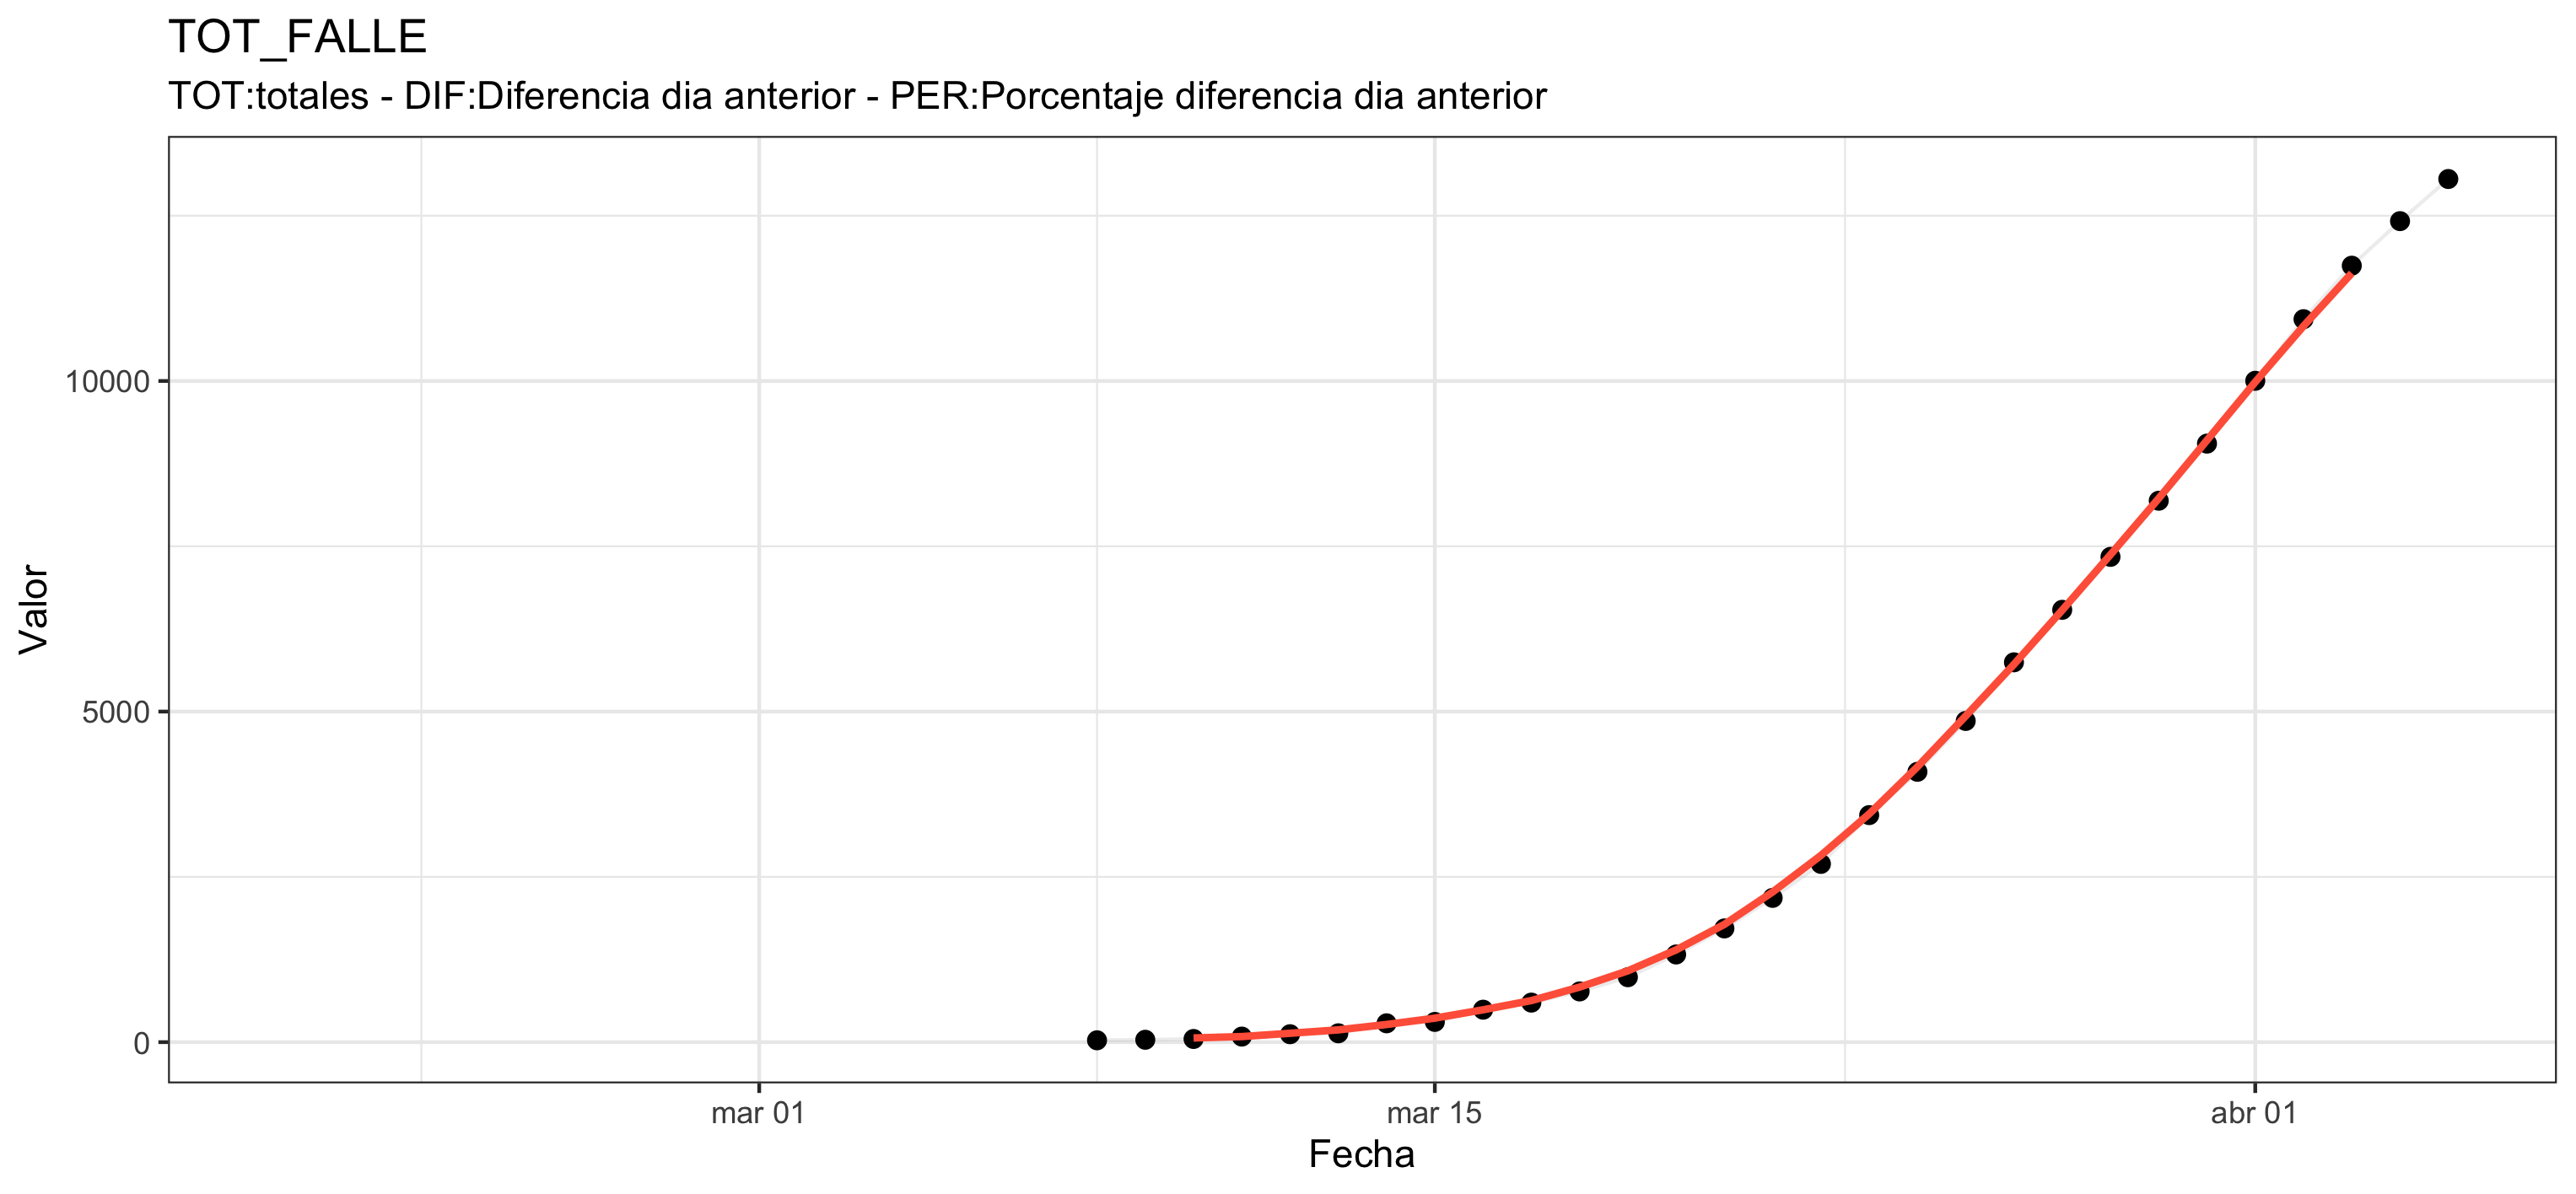 TOT_FALLE
TOT:totales - DIF:Diferencia dia anterior - PER:Porcentaje diferencia dia anterior
10000
5000
0
Valor
mar 01
mar 15
abr 01
Fecha